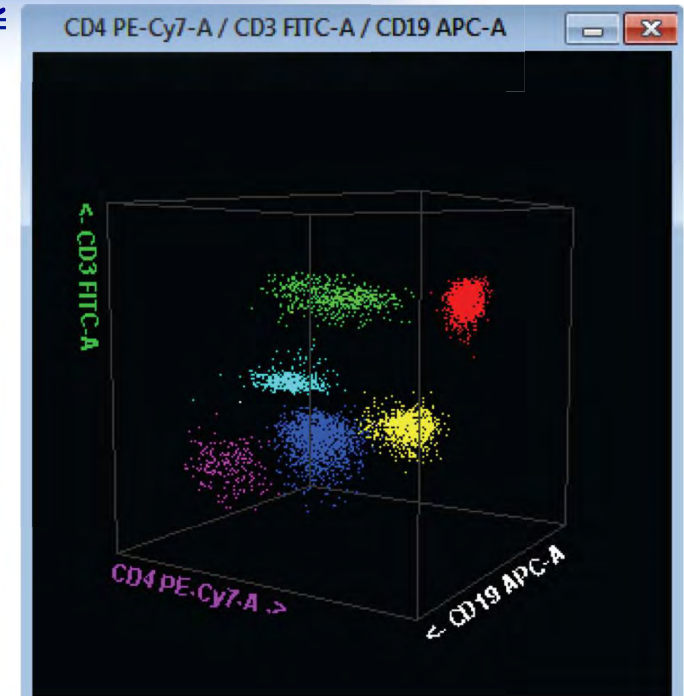 CD4 PE-Cy7-A / CD3 FITC-A / CD19 APC-A
<- CD3 FITC-A
CD4 PE-Cy7-A ->
<- CD19 APC-A